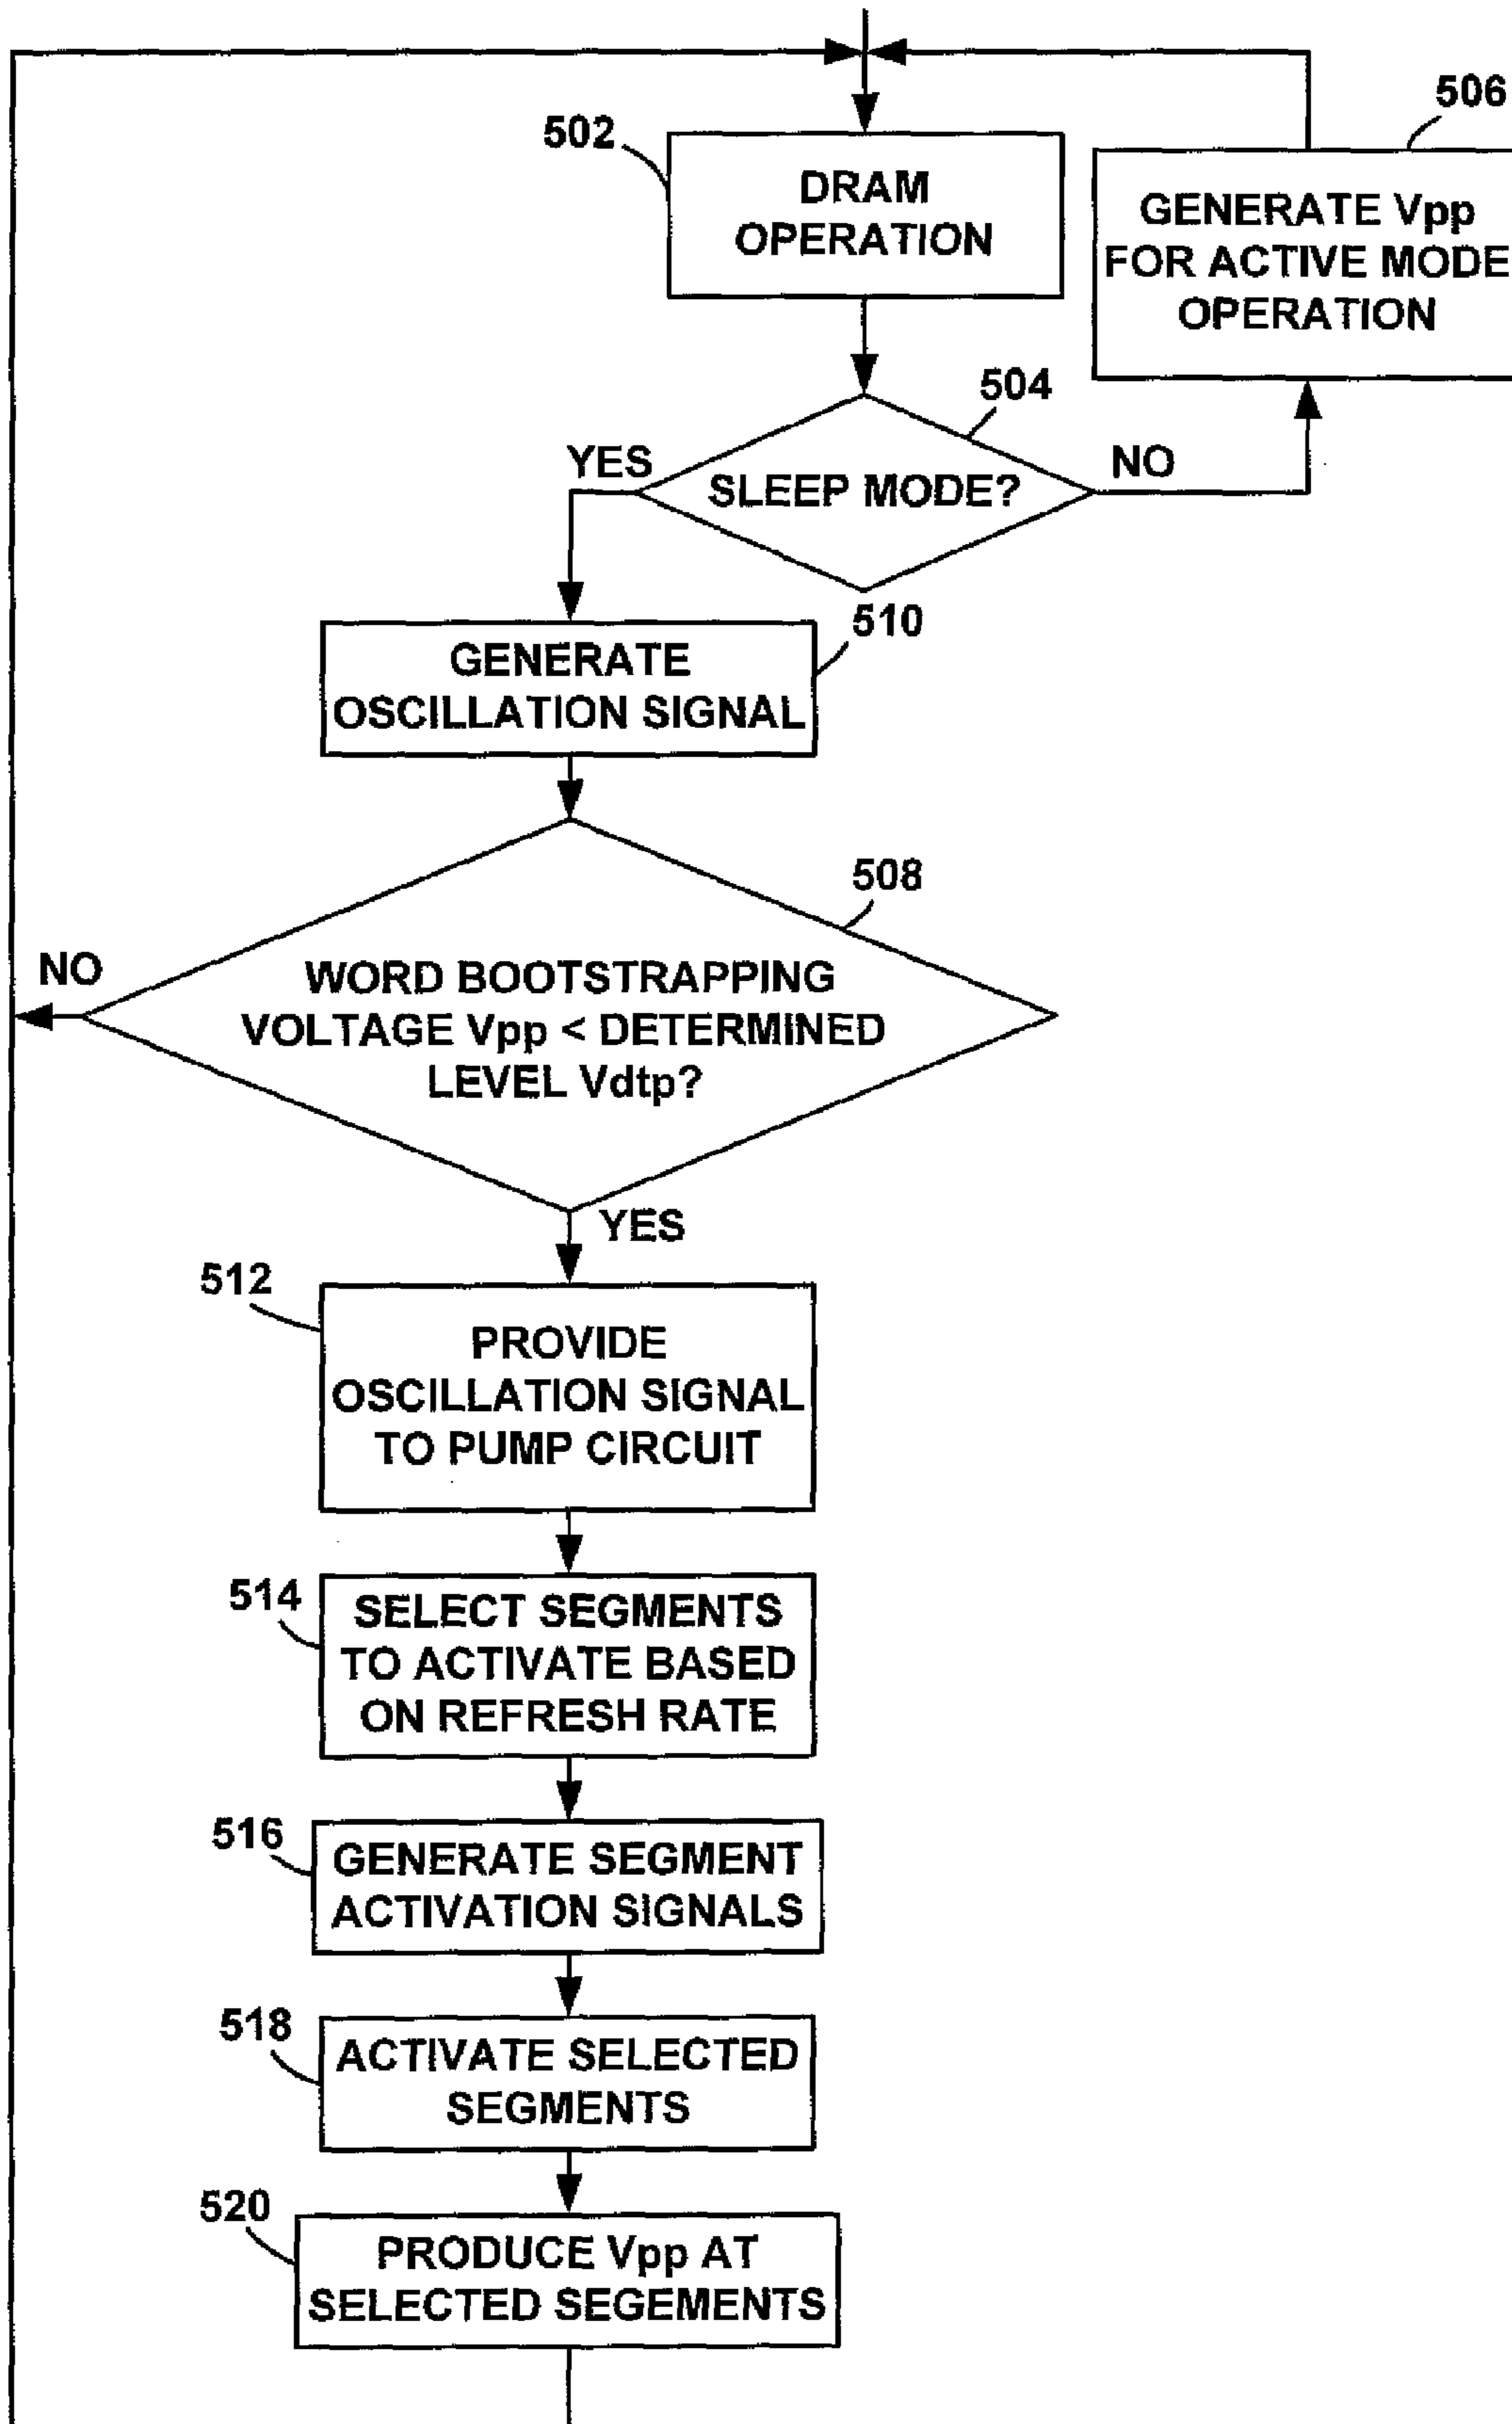 506
502
DRAM
OPERATION
GENERATE Vpp
FOR ACTIVE MODE
OPERATION
504
YES
NO
SLEEP MODE?
510
GENERATE
OSCILLATION SIGNAL
508
NO
WORD BOOTSTRAPPING
VOLTAGE Vpp < DETERMINED
LEVEL Vdtp?
YES
512
PROVIDE
OSCILLATION SIGNAL
TO PUMP CIRCUIT
514
SELECT SEGMENTS
TO ACTIVATE BASED
ON REFRESH RATE
516
GENERATE SEGMENT
ACTIVATION SIGNALS
518
ACTIVATE SELECTED
SEGMENTS
520
PRODUCE Vpp AT
SELECTED SEGEMENTS